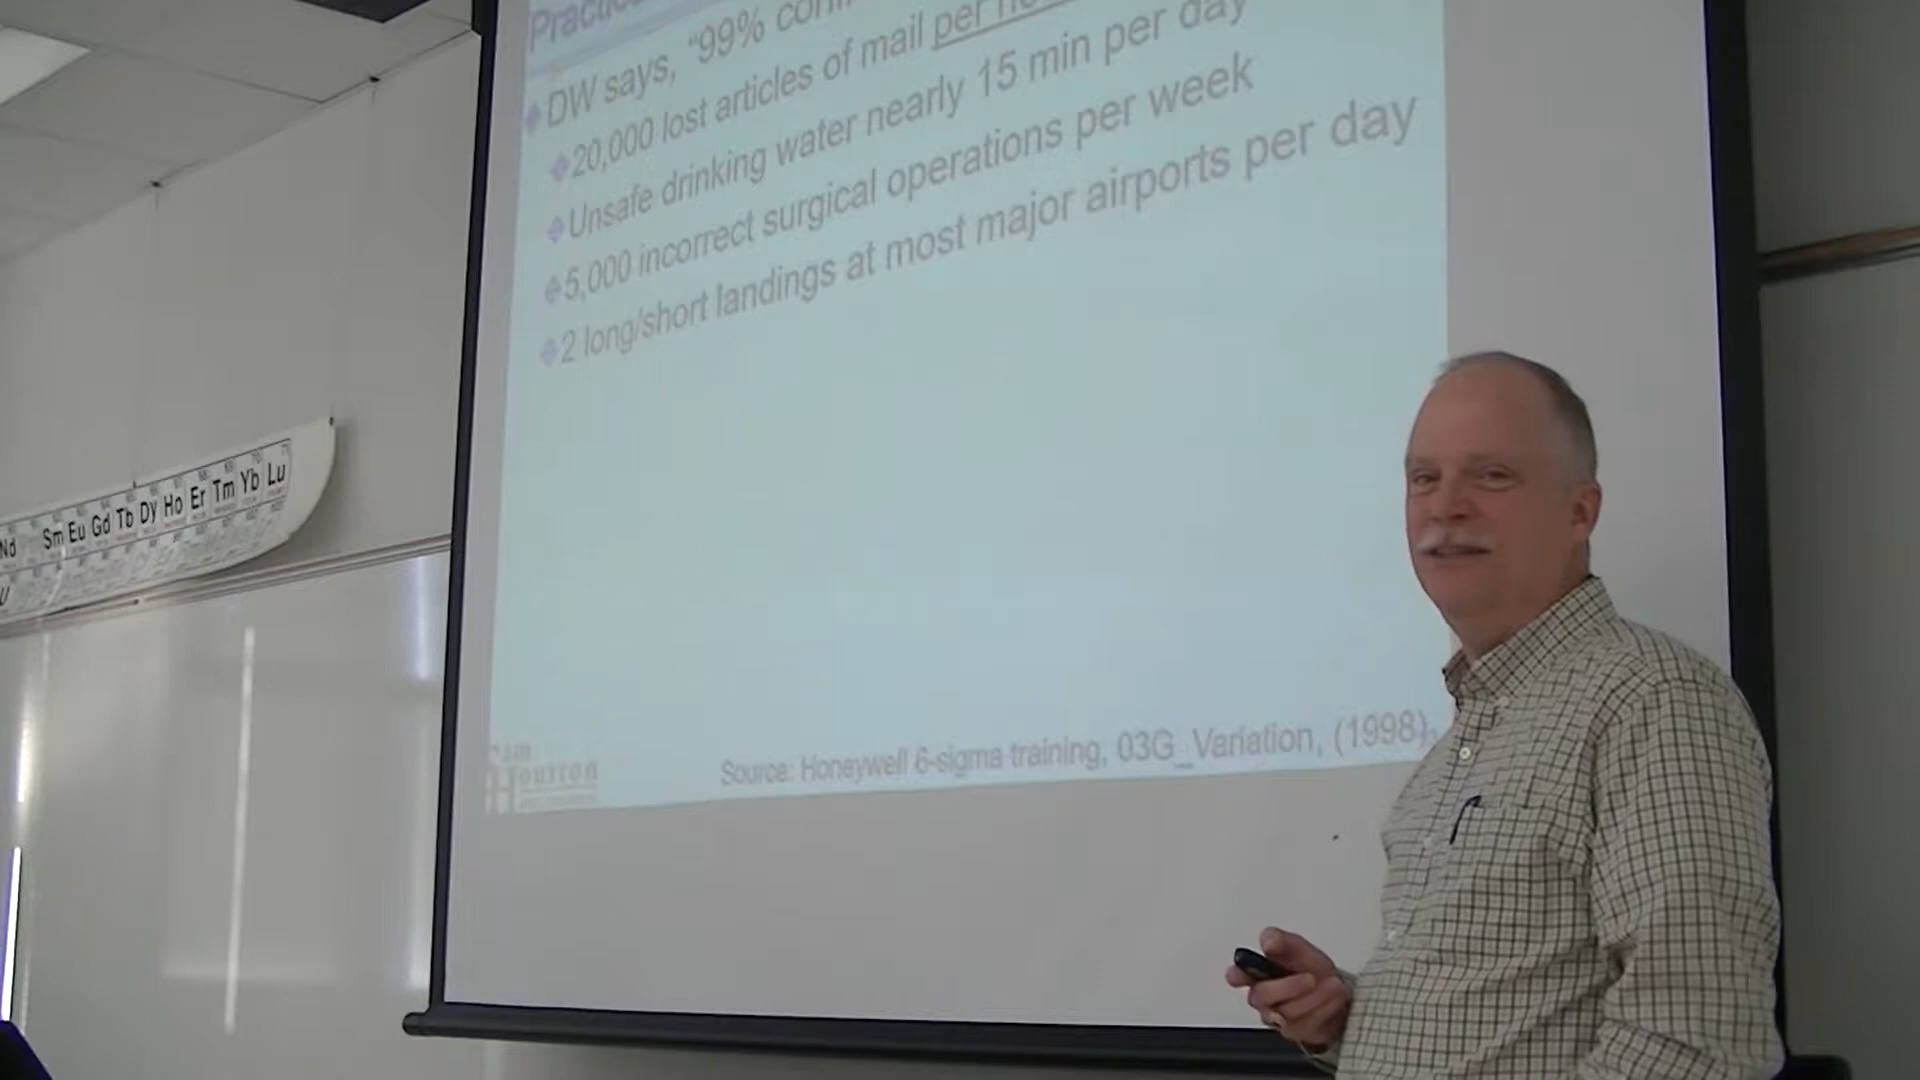 DW says, “99%
20,000 lost articles of mail per
Unsafe drinking water nearly 15 min per day
5,000 incorrect surgical operations per week
2 long/short landings at most major airports per day
Nd Sm Eu Gd Tb Dy Ho Er Tm Yb Lu
U
Source: Honeywell 6-sigma training, 03G_Variation, (1998).
Sam
Houston